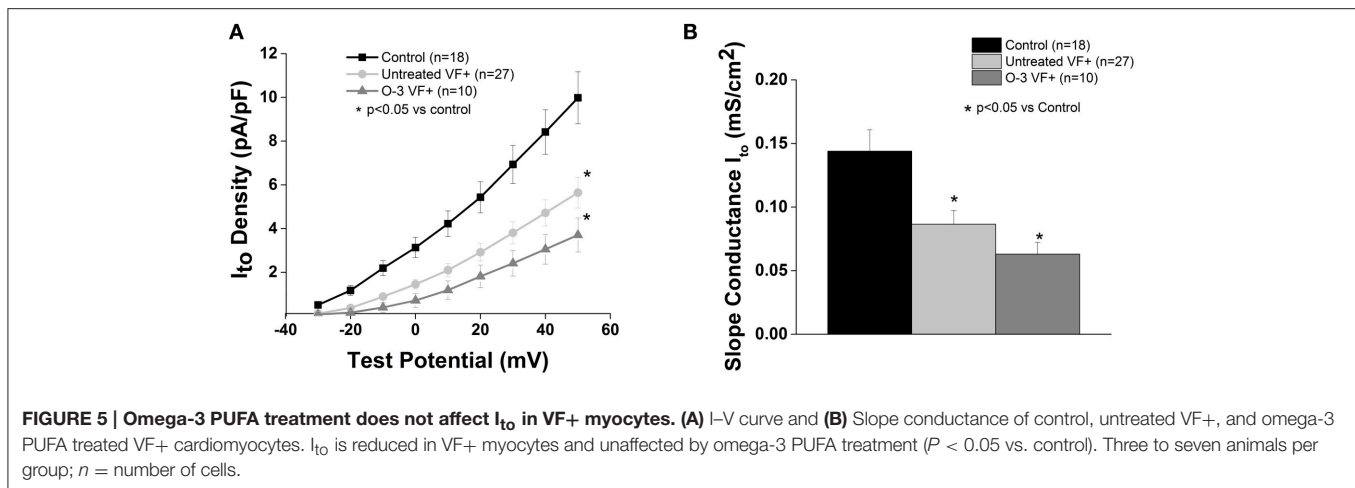 A
12
10
8
6
4
2
-40
-20
0
20
40
60
Ito Density (pA/pF)
Test Potential (mV)
Control (n=18)
Untreated VF+ (n=27)
O-3 VF+ (n=10)
* p<0.05 vs control
*
*
B
Control (n=18)
Untreated VF+ (n=27)
O-3 VF+ (n=10)
* p<0.05 vs Control
0.20
0.15
0.10
0.05
0.00
Slope Conductance Ito (mS/cm²)
*
*
FIGURE 5 | Omega-3 PUFA treatment does not affect Ito in VF+ myocytes. (A) I–V curve and (B) Slope conductance of control, untreated VF+, and omega-3
PUFA treated VF+ cardiomyocytes. Ito is reduced in VF+ myocytes and unaffected by omega-3 PUFA treatment (P < 0.05 vs. control). Three to seven animals per
group; n = number of cells.